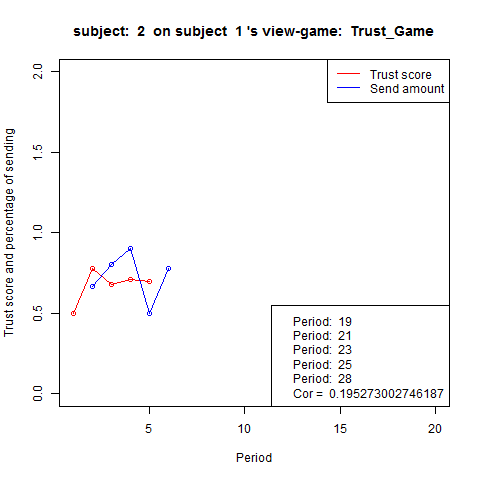 subject:  2  on subject  1 's view-game:  Trust_Game
Trust score and percentage of sending
2.0
1.5
1.0
0.5
0.0
Trust score
Send amount
Period:  19
Period:  21
Period:  23
Period:  25
Period:  28
Cor =  0.195273002746187
5
10
15
20
Period